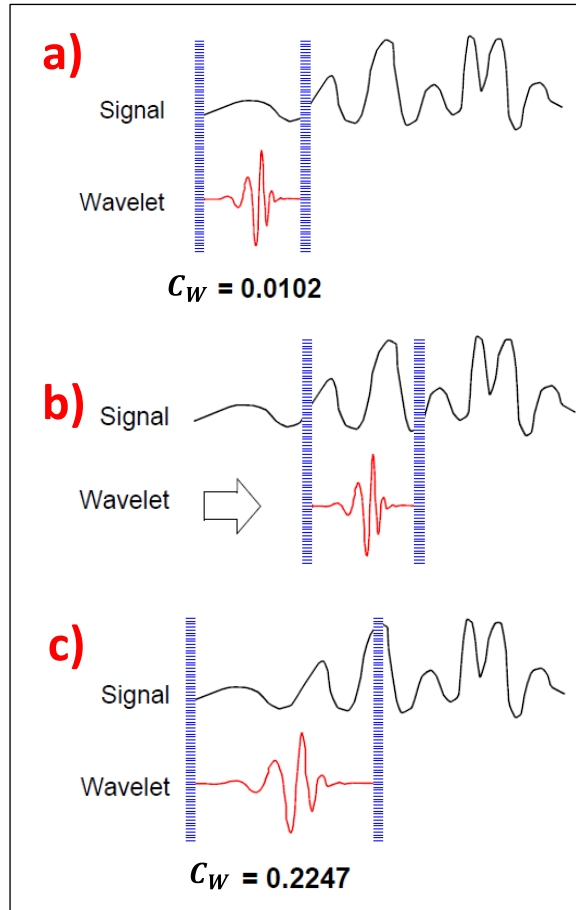 a)
Signal
Wavelet
C_W = 0.0102
b)
Signal
Wavelet
c)
Signal
Wavelet
C_W = 0.2247